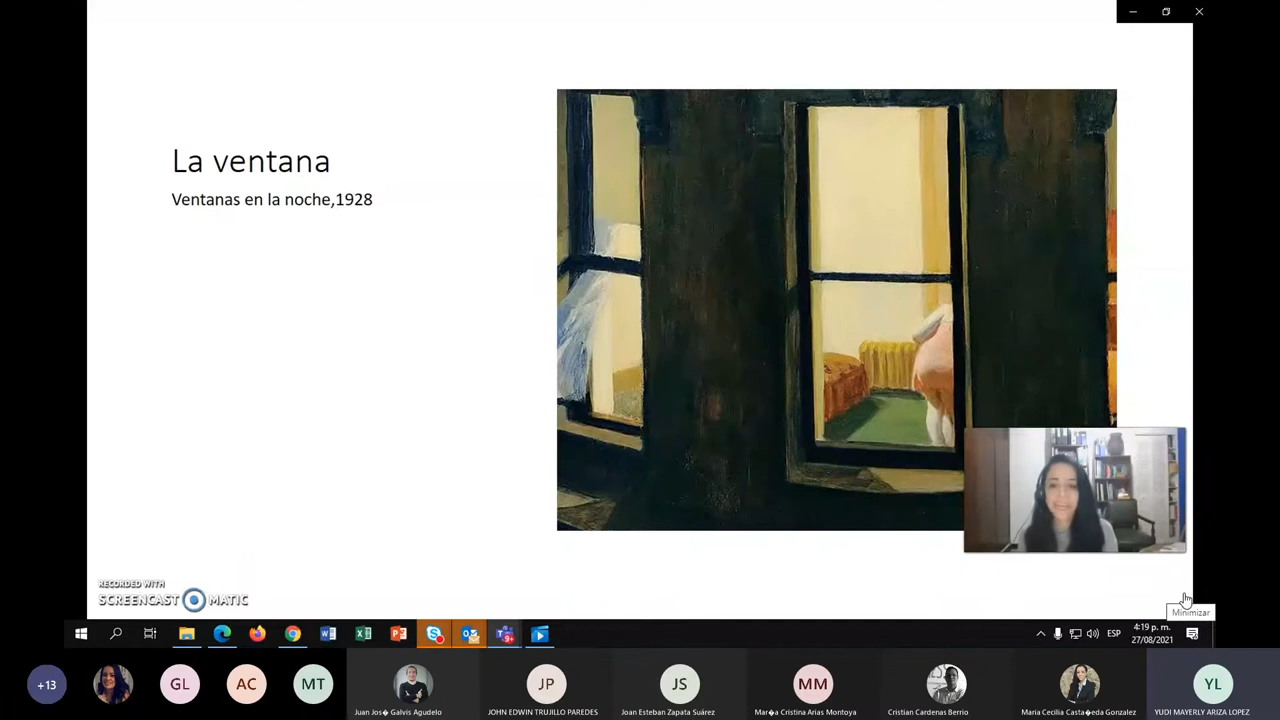 La ventana
Ventanas en la noche,1928
RECORDED WITH
SCREENCAST MATIC
Minimizar
ESP
4:19 p. m.
27/08/2021
9+
+13
GL
AC
MT
Juan Jos� Galvis Agudelo
JP
JOHN EDWIN TRUJILLO PAREDES
JS
Joan Esteban Zapata Suárez
MM
Mar�a Cristina Arias Montoya
Cristian Cardenas Berrio
Maria Cecilia Casta�eda Gonzalez
YL
YUDI MAYERLY ARIZA LOPEZ